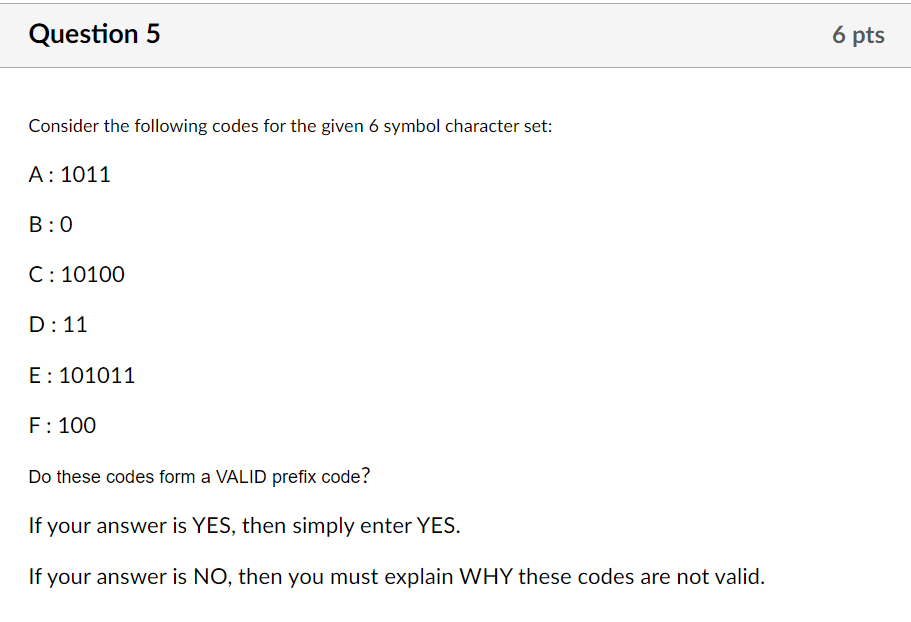 Question 5
6 pts
Consider the following codes for the given 6 symbol character set:
A : 1011
B : 0
C : 10100
D : 11
E : 101011
F : 100
Do these codes form a VALID prefix code?
If your answer is YES, then simply enter YES.
If your answer is NO, then you must explain WHY these codes are not valid.